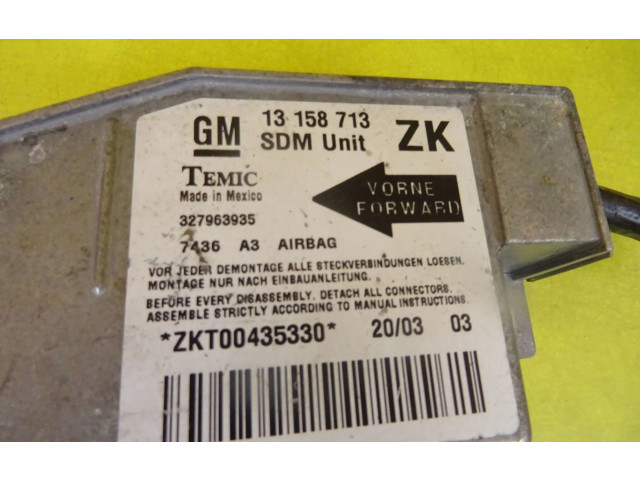 GM 13 158 713 ZK
SDM Unit
TEMIC
Made in Mexico
VORNE
FORWARD
327963935
7436 A3 AIRBAG
VOR JEDER DEMONTAGE ALLE STECKVERBINDUNGEN LOESEN.
MONTAGE NUR NACH EINBAUANLEITUNG.
BEFORE EVERY DISASSEMBLY. DETACH ALL CONNECTORS.
ASSEMBLE STRICTLY ACCORDING TO MANUAL INSTRUCTIONS.
*ZKT00435330* 20/03 03